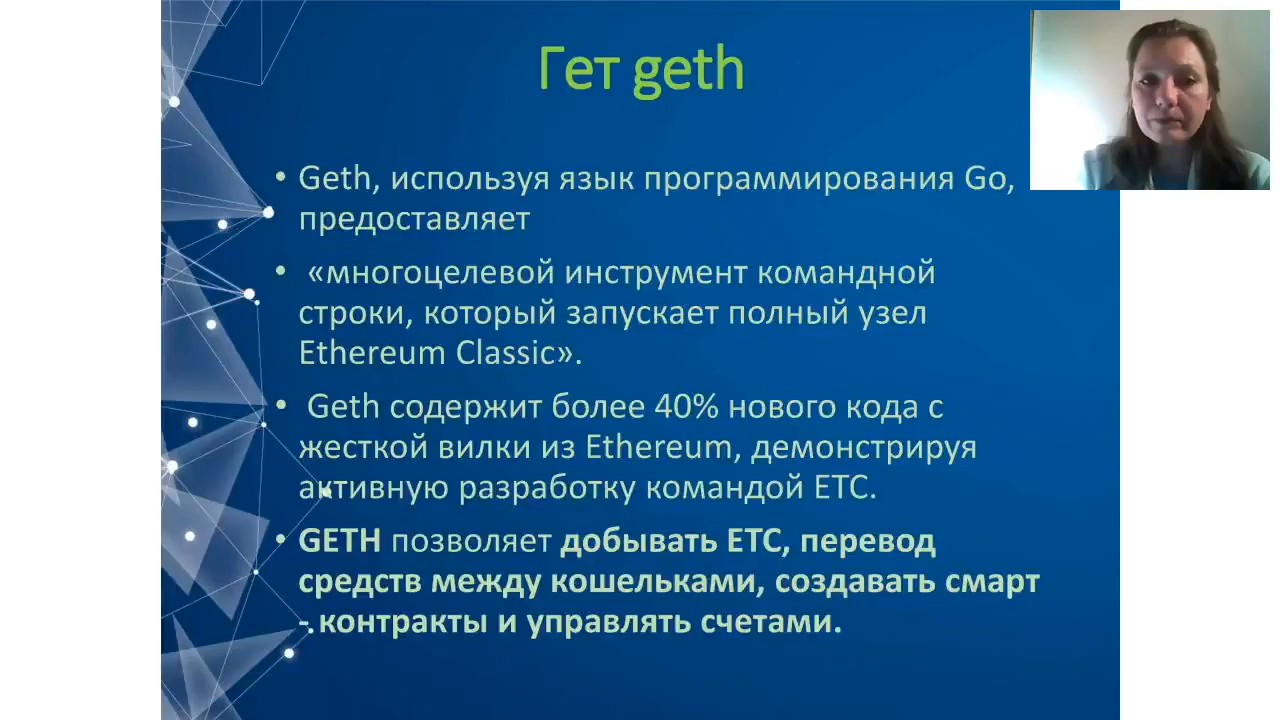 Гет geth
• Geth, используя язык программирования Go,
предоставляет
• «многоцелевой инструмент командной
строки, который запускает полный узел
Ethereum Classic».
• Geth содержит более 40% нового кода с
жесткой вилки из Ethereum, демонстрируя
активную разработку командой ETC.
• GETH позволяет добывать ETC, перевод
средств между кошельками, создавать смарт
-.контракты и управлять счетами.